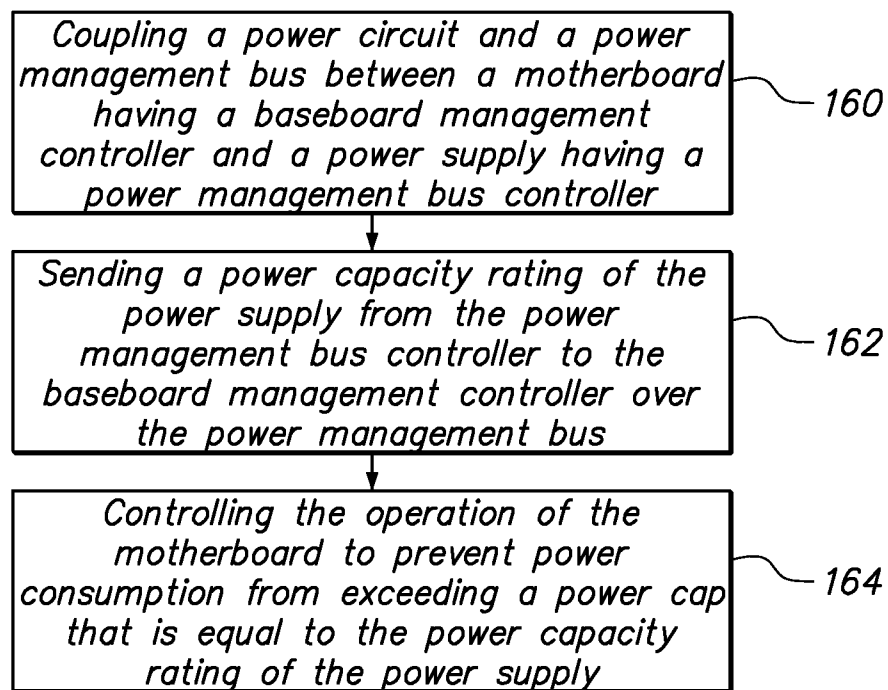 Coupling a power circuit and a power
management bus between a motherboard
having a baseboard management
controller and a power supply having a
power management bus controller
160
Sending a power capacity rating of the
power supply from the power
management bus controller to the
baseboard management controller over
the power management bus
162
Controlling the operation of the
motherboard to prevent power
consumption from exceeding a power cap
that is equal to the power capacity
rating of the power supply
164